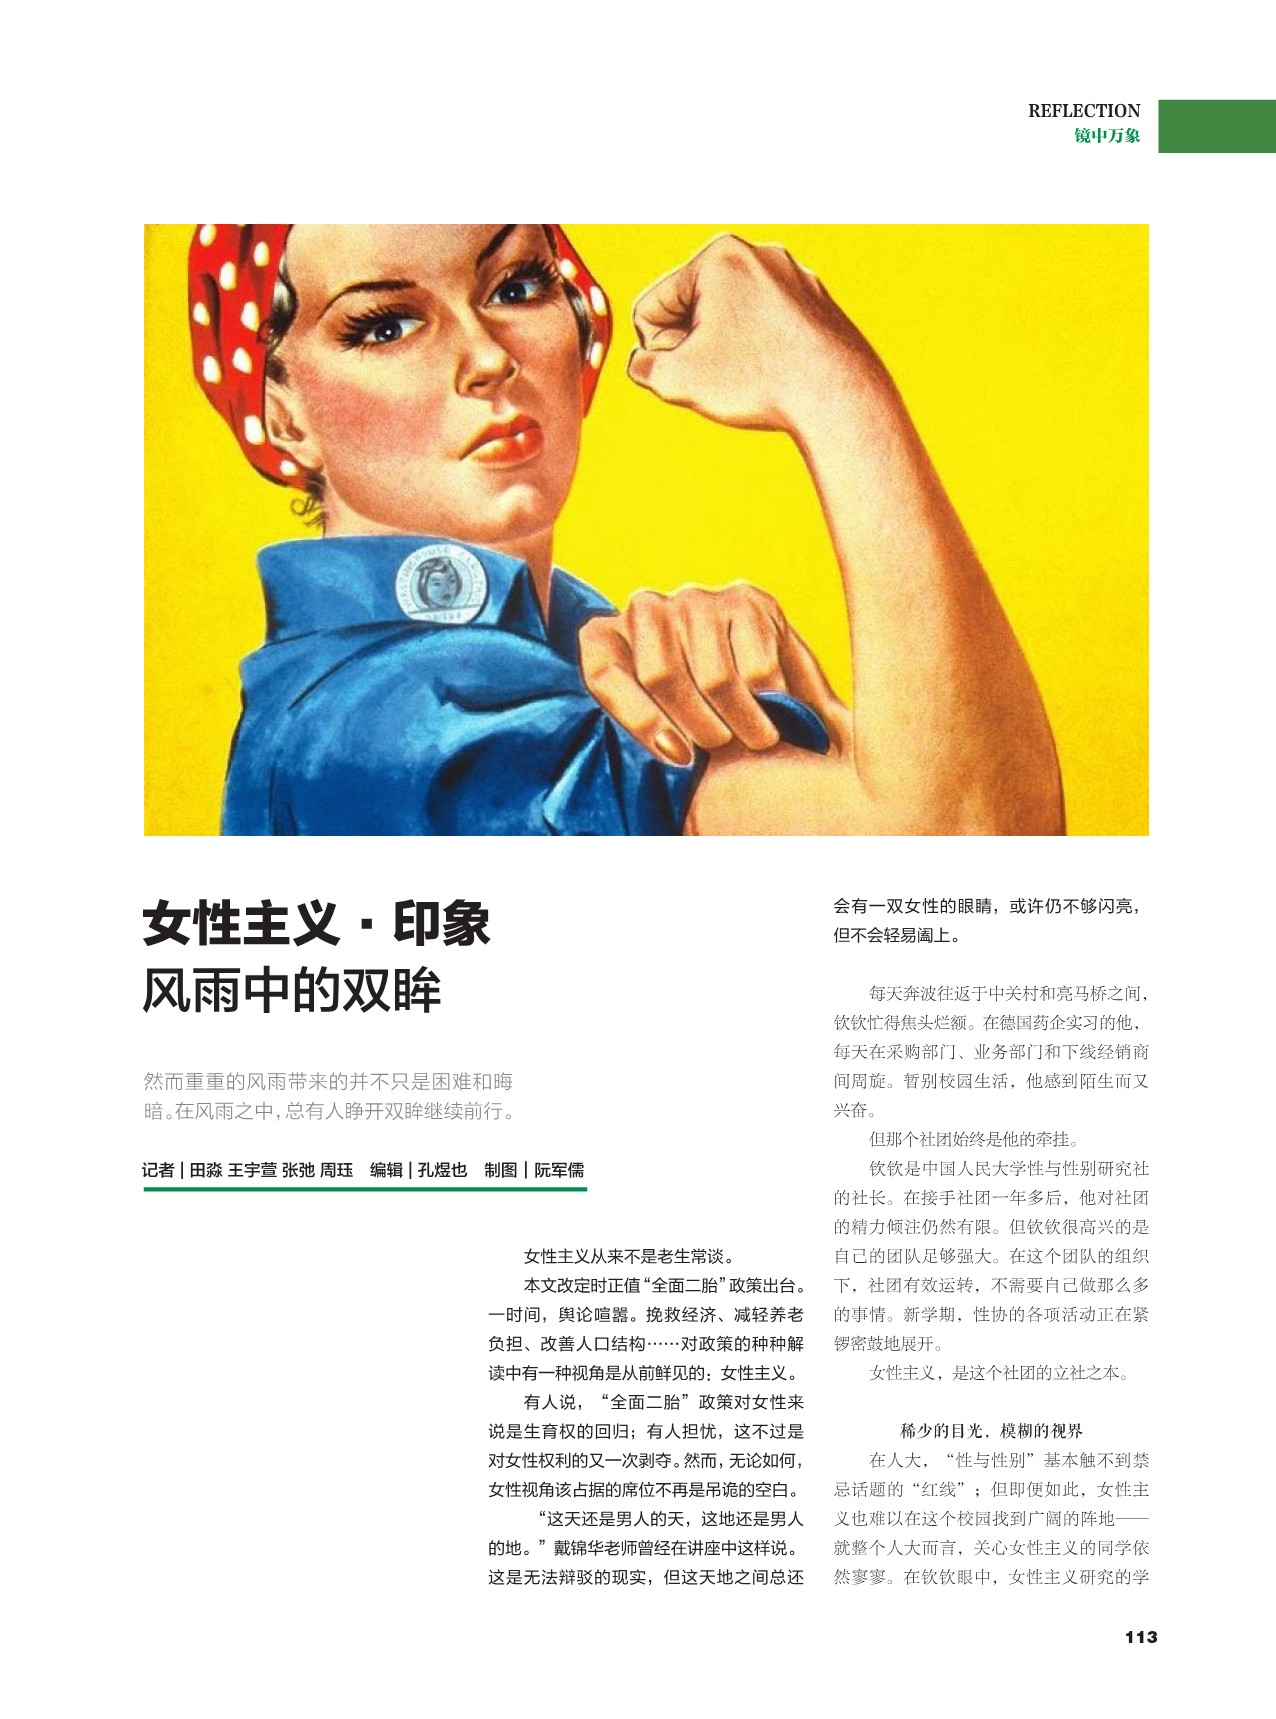 REFLECTION
镜中万象
女性主义·印象
风雨中的双眸
然而重重的风雨带来的并不只是困难和晦
暗。在风雨之中，总有人睁开双眸继续前行。
记者 | 田淼 王宇萱 张弛 周珏　编辑 | 孔煜也　制图 | 阮军儒
女性主义从来不是老生常谈。
本文改定时正值“全面二胎”政策出台。
一时间，舆论喧嚣。挽救经济、减轻养老
负担、改善人口结构……对政策的种种解
读中有一种视角是从前鲜见的：女性主义。
有人说，“全面二胎”政策对女性来
说是生育权的回归；有人担忧，这不过是
对女性权利的又一次剥夺。然而，无论如何，
女性视角该占据的席位不再是吊诡的空白。
“这天还是男人的天，这地还是男人
的地。”戴锦华老师曾经在讲座中这样说。
这是无法辩驳的现实，但这天地之间总还
会有一双女性的眼睛，或许仍不够闪亮，
但不会轻易阖上。
每天奔波往返于中关村和亮马桥之间，
钦钦忙得焦头烂额。在德国药企实习的他，
每天在采购部门、业务部门和下线经销商
间周旋。暂别校园生活，他感到陌生而又
兴奋。
但那个社团始终是他的牵挂。
钦钦是中国人民大学性与性别研究社
的社长。在接手社团一年多后，他对社团
的精力倾注仍然有限。但钦钦很高兴的是
自己的团队足够强大。在这个团队的组织
下，社团有效运转，不需要自己做那么多
的事情。新学期，性协的各项活动正在紧
锣密鼓地展开。
女性主义，是这个社团的立社之本。
稀少的目光，模糊的视界
在人大，“性与性别”基本触不到禁
忌话题的“红线”；但即便如此，女性主
义也难以在这个校园找到广阔的阵地——
就整个人大而言，关心女性主义的同学依
然寥寥。在钦钦眼中，女性主义研究的学
113